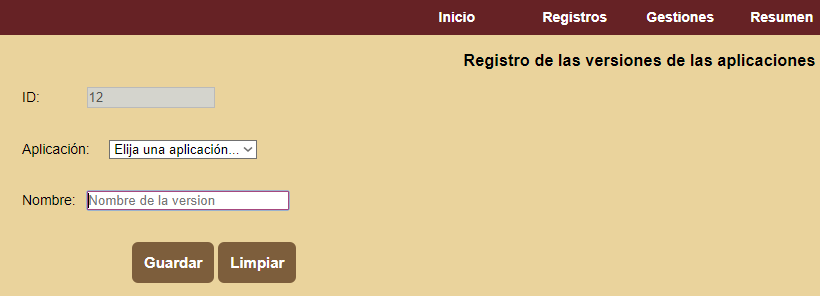 Inicio Registros Gestiones Resumen
Registro de las versiones de las aplicaciones
ID: 12
Aplicación: Elija una aplicación...
Nombre: Nombre de la version
Guardar Limpiar